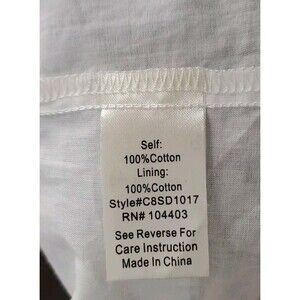 Self:
100%Cotton
Lining:
100%Cotton
Style#C8SD1017
RN# 104403
See Reverse For
Care Instruction
Made In China